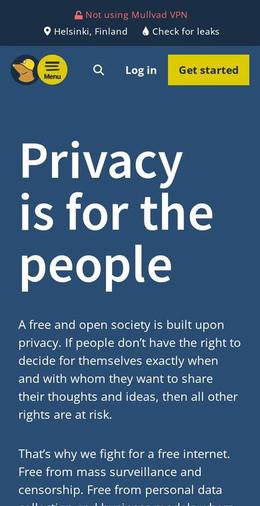 Not using Mullvad VPN
Helsinki, Finland Check for leaks
Menu Log in Get started
Privacy
is for the
people
A free and open society is built upon
privacy. If people don’t have the right to
decide for themselves exactly when
and with whom they want to share
their thoughts and ideas, then all other
rights are at risk.
That’s why we fight for a free internet.
Free from mass surveillance and
censorship. Free from personal data